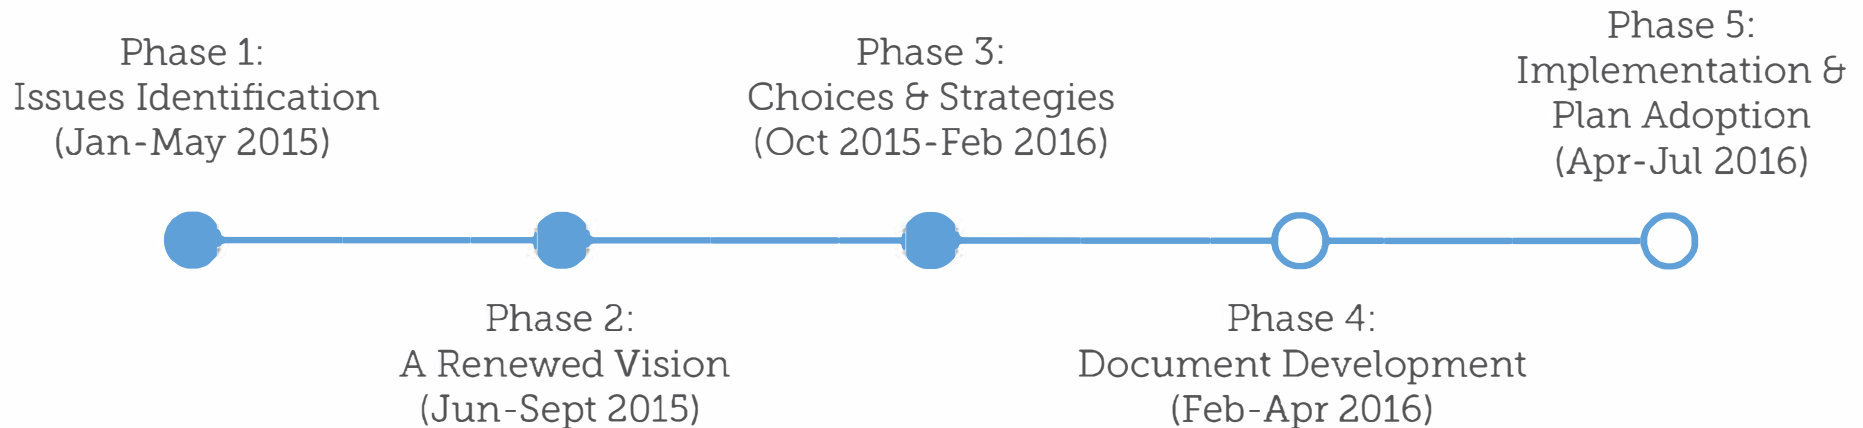 Phase 1:
Issues Identification
(Jan-May 2015)
Phase 2:
A Renewed Vision
(Jun-Sept 2015)
Phase 3:
Choices & Strategies
(Oct 2015-Feb 2016)
Phase 4:
Document Development
(Feb-Apr 2016)
Phase 5:
Implementation &
Plan Adoption
(Apr-Jul 2016)